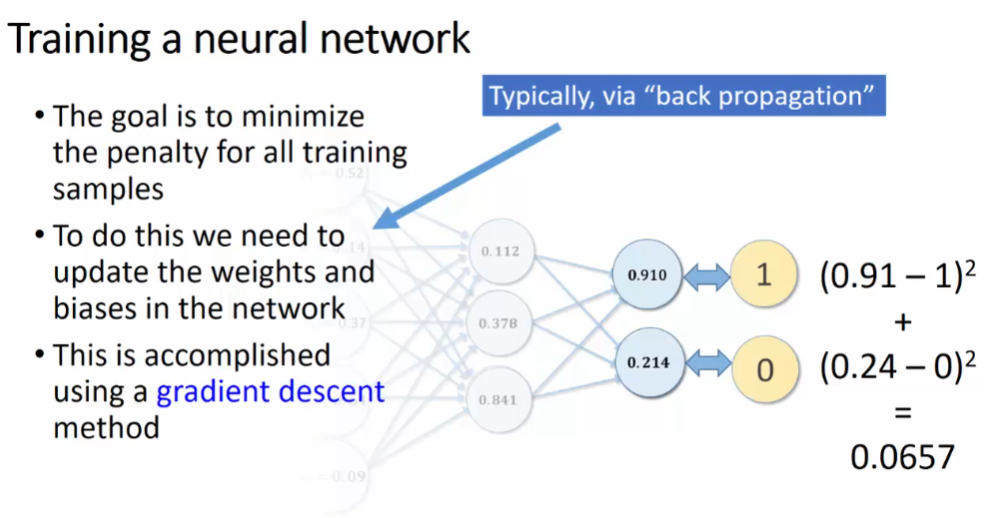 Training a neural network
Typically, via “back propagation”
• The goal is to minimize
the penalty for all training
samples
• To do this we need to
update the weights and
biases in the network
• This is accomplished
using a gradient descent
method
0.52
.14
0.37
0.09
0.112
0.378
0.841
0.910
0.214
1
0
(0.91 – 1)²
+
(0.24 – 0)²
=
0.0657